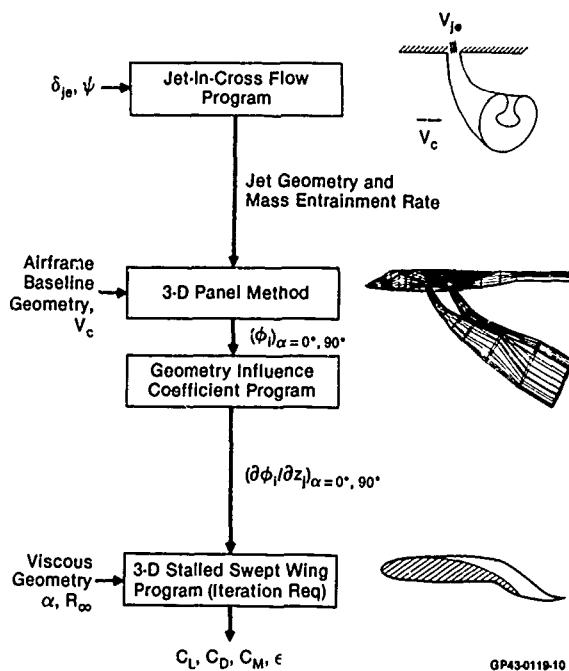 V_je
δ_je, ψ
Jet-In-Cross Flow
Program
V_c
Jet Geometry and
Mass Entrainment Rate
Airframe
Baseline
Geometry,
V_c
3-D Panel Method
(ϕ_i)_α = 0°, 90°
Geometry Influence
Coefficient Program
(∂ϕ_i/∂z_j)_α = 0°, 90°
Viscous
Geometry
α, R_∞
3-D Stalled Swept Wing
Program (Iteration Req)
C_L, C_D, C_M, ϵ
GP43-0119-10